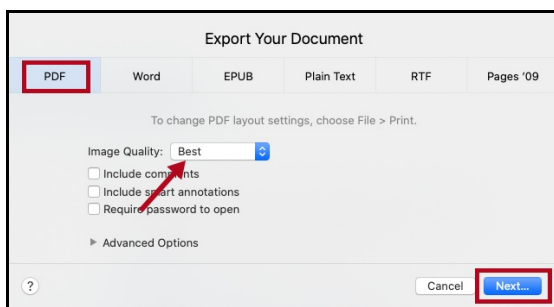 Export Your Document
PDF Word EPUB Plain Text RTF Pages '09
To change PDF layout settings, choose File > Print.
Image Quality: Best
Include comments
Include smart annotations
Require password to open
Advanced Options
? Cancel Next...